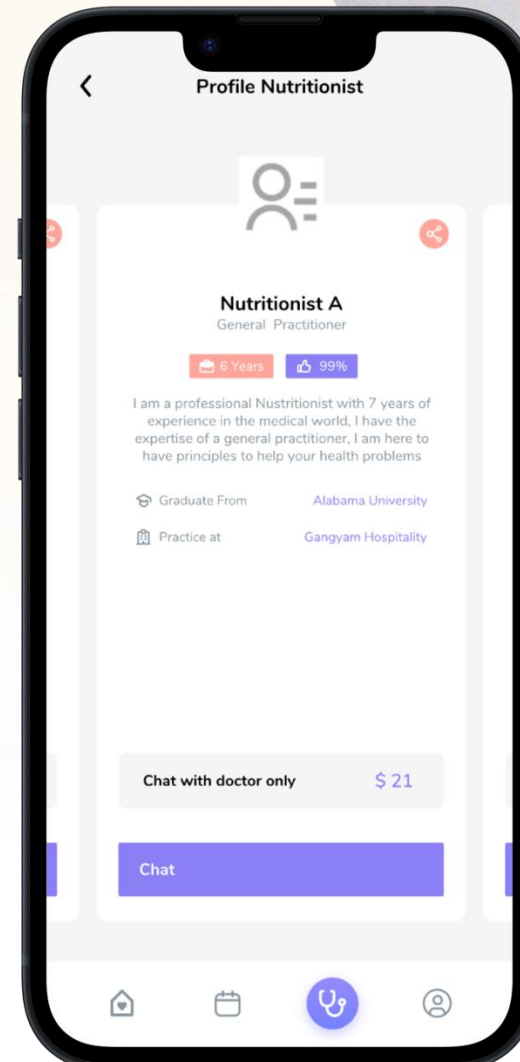 Profile Nutritionist
Nutritionist A
General Practitioner
6 Years
99%
I am a professional Nustritionist with 7 years of
experience in the medical world, I have the
expertise of a general practitioner, I am here to
have principles to help your health problems
Graduate From Alabama University
Practice at Gangyam Hospitality
Chat with doctor only $ 21
Chat